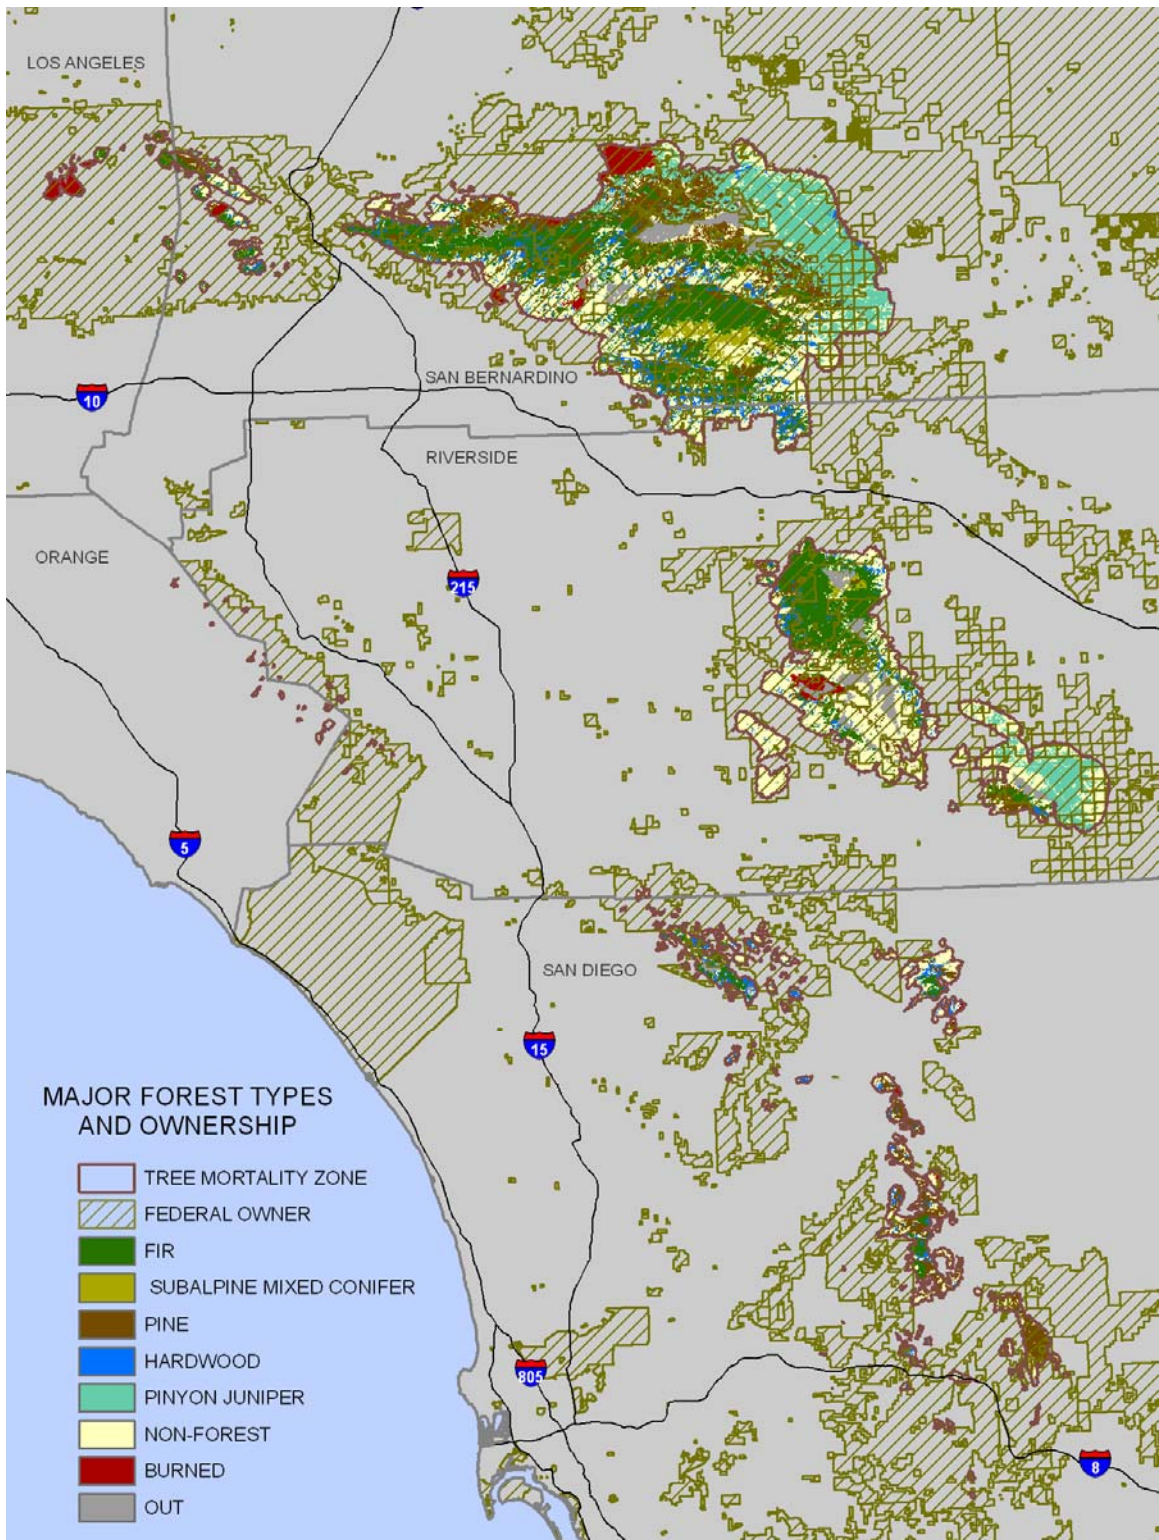 LOS ANGELES
SAN BERNARDINO
10
RIVERSIDE
ORANGE
215
5
SAN DIEGO
15
MAJOR FOREST TYPES
AND OWNERSHIP
TREE MORTALITY ZONE
FEDERAL OWNER
FIR
SUBALPINE MIXED CONIFER
PINE
HARDWOOD
PINYON JUNIPER
NON-FOREST
BURNED
OUT
805
8